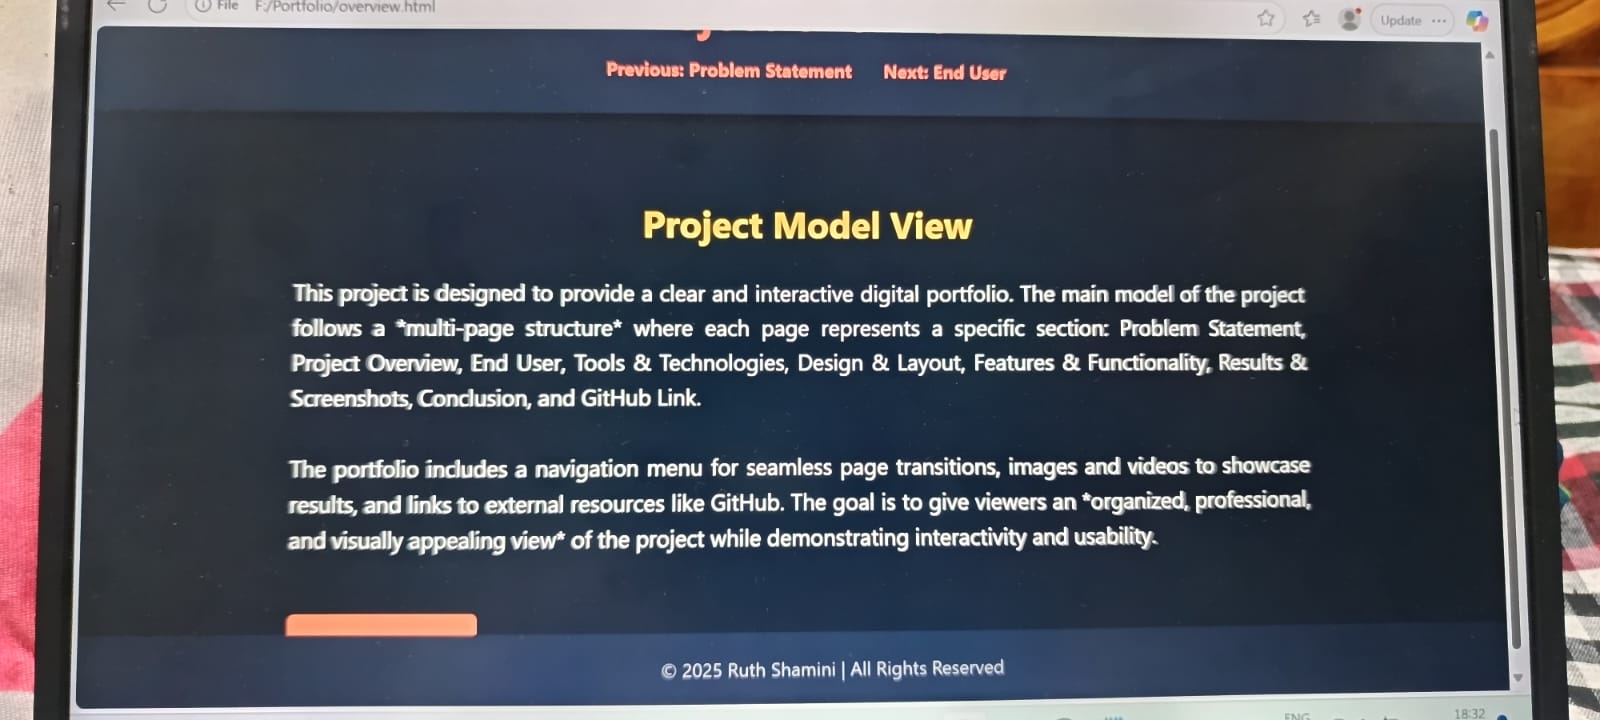 File F:/Portfolio/overview.html
Update
Previous: Problem Statement Next: End User
Project Model View
This project is designed to provide a clear and interactive digital portfolio. The main model of the project
follows a *multi-page structure* where each page represents a specific section: Problem Statement,
Project Overview, End User, Tools & Technologies, Design & Layout, Features & Functionality, Results &
Screenshots, Conclusion, and GitHub Link.
The portfolio includes a navigation menu for seamless page transitions, images and videos to showcase
results, and links to external resources like GitHub. The goal is to give viewers an *organized, professional,
and visually appealing view* of the project while demonstrating interactivity and usability.
© 2025 Ruth Shamini | All Rights Reserved
ENG 18:32